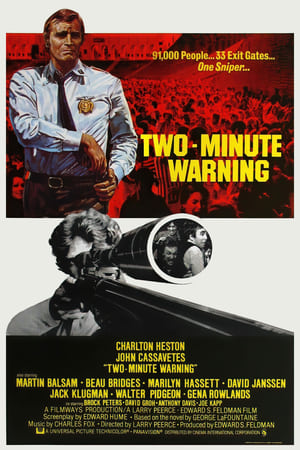 91,000 People... 33 Exit Gates...
One Sniper...
TWO-MINUTE
WARNING
CHARLTON HESTON
JOHN CASSAVETES
"TWO-MINUTE WARNING"
also starring
MARTIN BALSAM · BEAU BRIDGES · MARILYN HASSETT · DAVID JANSSEN
JACK KLUGMAN · WALTER PIDGEON · GENA ROWLANDS
co-starring BROCK PETERS · DAVID GROH · ANTHONY DAVIS · JOE KAPP
A FILMWAYS PRODUCTION/A LARRY PEERCE · EDWARD S. FELDMAN FILM
Screenplay by EDWARD HUME · Based on the novel by GEORGE LaFOUNTAINE
Music by CHARLES FOX · Directed by LARRY PEERCE · Produced by EDWARD S. FELDMAN
A UNIVERSAL PICTURE TECHNICOLOR® PANAVISION® DISTRIBUTED BY CINEMA INTERNATIONAL CORPORATION